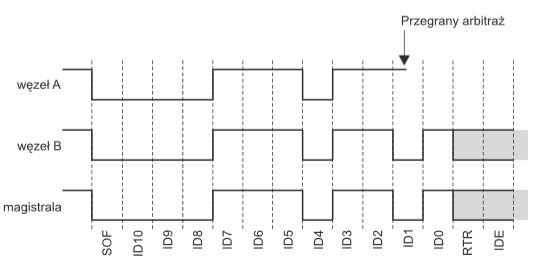 Przegrany arbitraż
węzeł A
węzeł B
magistrala
SOF
ID10
ID9
ID8
ID7
ID6
ID5
ID4
ID3
ID2
ID1
ID0
RTR
IDE